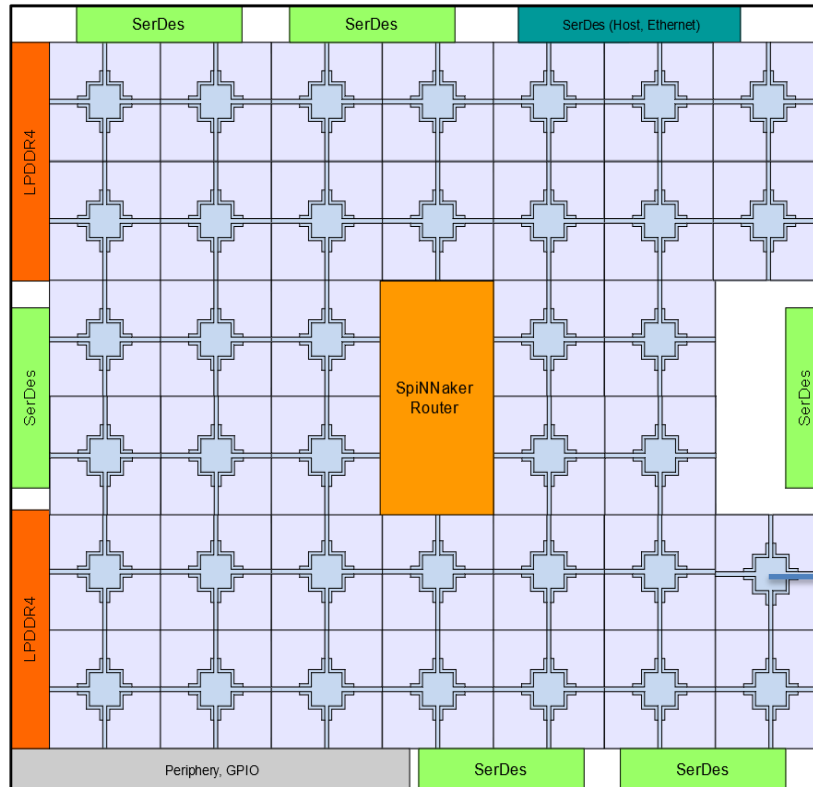 SerDes
SerDes
SerDes (Host, Ethernet)
LPDDR4
SerDes
SpiNNaker
Router
SerDes
LPDDR4
Periphery, GPIO
SerDes
SerDes